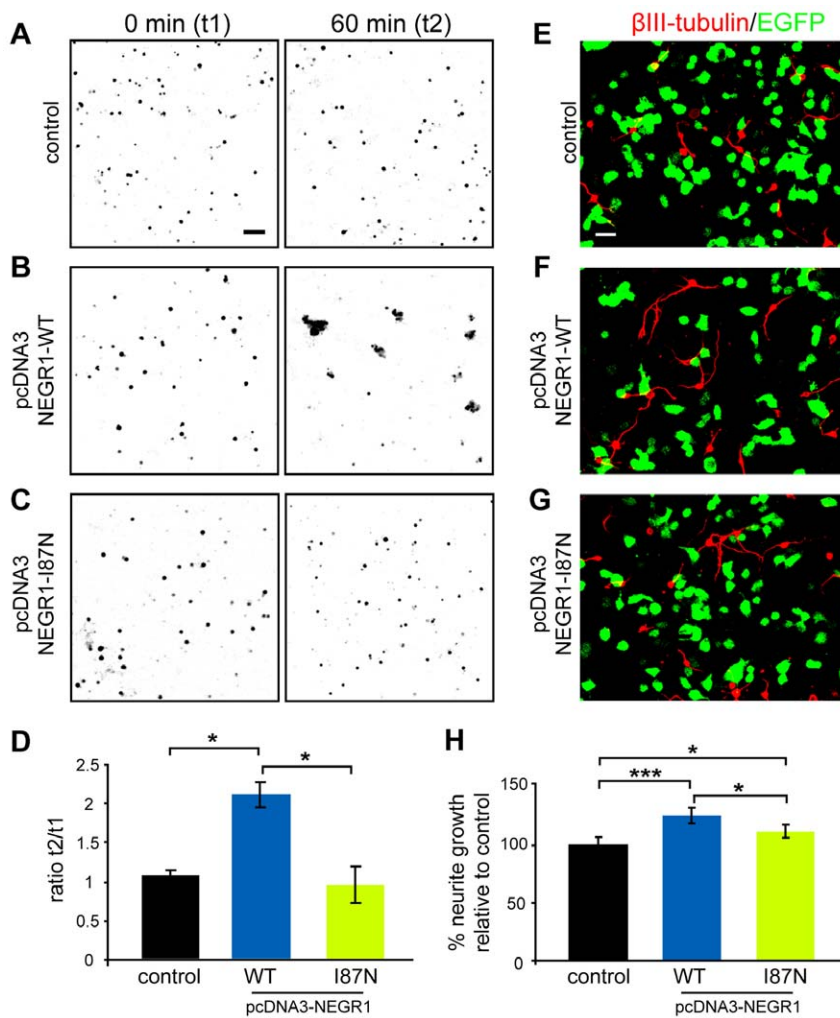 A
0 min (t1)
60 min (t2)
control
B
pcDNA3
NEGR1-WT
C
pcDNA3
NEGR1-I87N
D
ratio t2/t1
2.5
2
1.5
1
0.5
0
*
*
control
WT
I87N
pcDNA3-NEGR1
E
βIII-tubulin/EGFP
control
F
pcDNA3
NEGR1-WT
G
pcDNA3
NEGR1-I87N
H
% neurite growth
relative to control
150
100
50
0
*
***
*
control
WT
I87N
pcDNA3-NEGR1